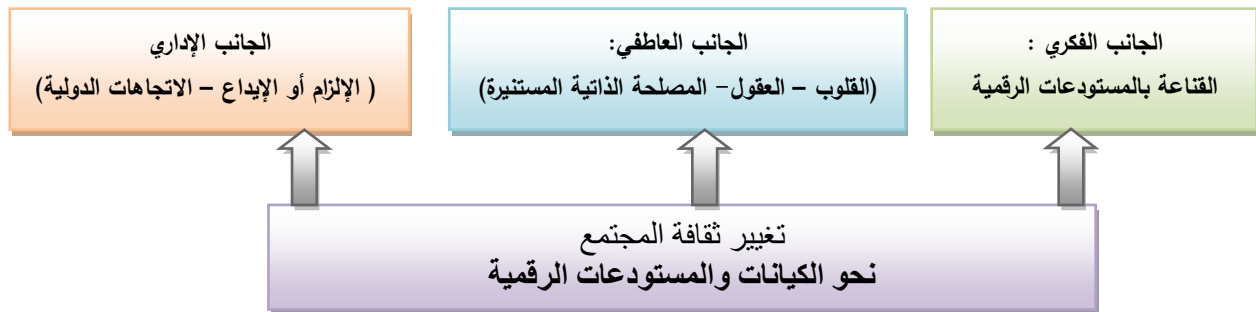 الجانب الفكري :
القناعة بالمستودعات الرقمية
الجانب العاطفي:
(القلوب – العقول- المصلحة الذاتية المستنيرة)
الجانب الإداري
( الإلزام أو الإيداع – الاتجاهات الدولية)
تغيير ثقافة المجتمع
نحو الكيانات والمستودعات الرقمية